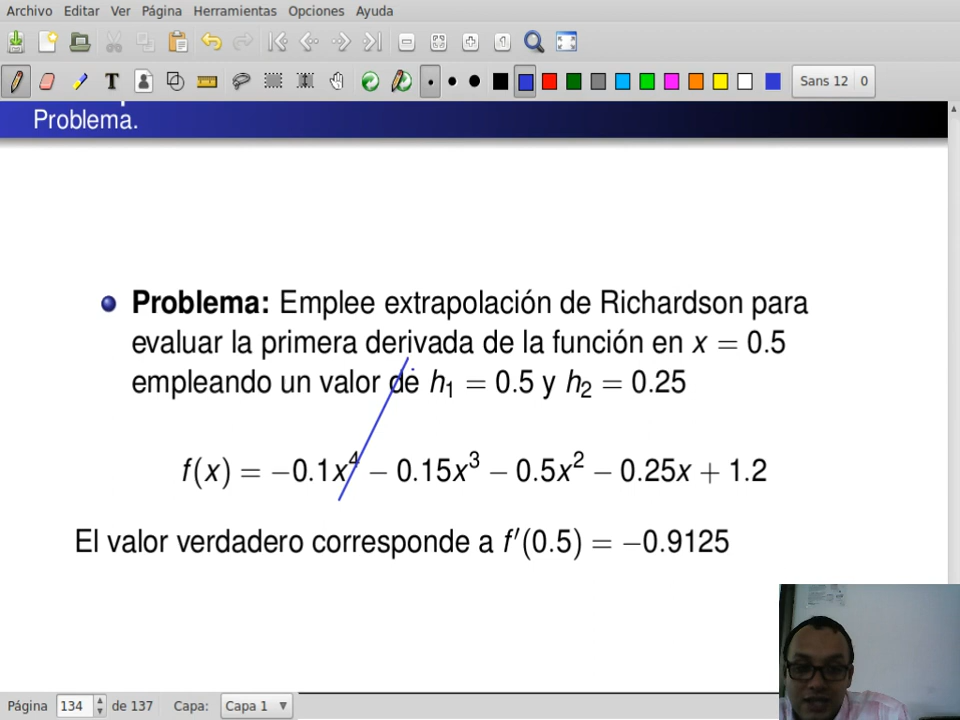 Archivo Editar Ver Página Herramientas Opciones Ayuda
T Sans 12 0
Problema.
Problema: Emplee extrapolación de Richardson para
evaluar la primera derivada de la función en x = 0.5
empleando un valor de h₁ = 0.5 y h₂ = 0.25
f(x) = −0.1x⁴ − 0.15x³ − 0.5x² − 0.25x + 1.2
El valor verdadero corresponde a f′(0.5) = −0.9125
Página 134 de 137 Capa: Capa 1